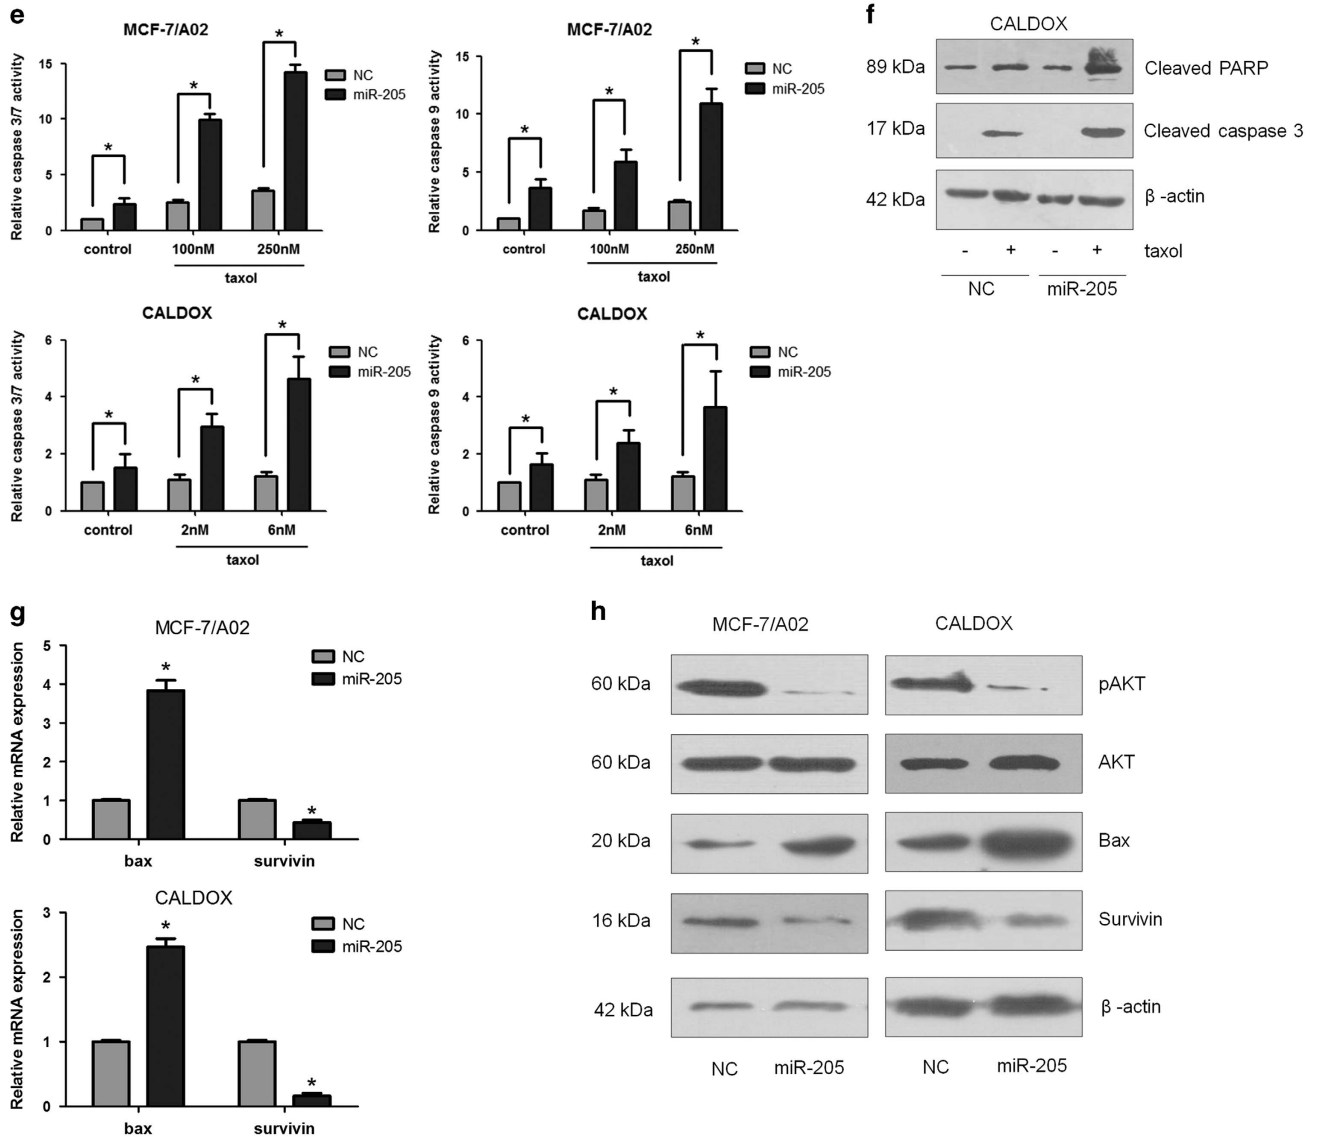 e
MCF-7/A02
Relative caspase 3/7 activity
15
10
5
0
*
*
*
NC
miR-205
control
100nM
250nM
taxol
MCF-7/A02
Relative caspase 9 activity
15
10
5
0
*
*
*
NC
miR-205
control
100nM
250nM
taxol
CALDOX
Relative caspase 3/7 activity
6
4
2
0
*
*
*
NC
miR-205
control
2nM
6nM
taxol
CALDOX
Relative caspase 9 activity
6
4
2
0
*
*
*
NC
miR-205
control
2nM
6nM
taxol
f
CALDOX
89 kDa
Cleaved PARP
17 kDa
Cleaved caspase 3
42 kDa
β -actin
- + - + taxol
NC
miR-205
g
MCF-7/A02
Relative mRNA expression
5
4
3
2
1
0
*
*
NC
miR-205
bax
survivin
CALDOX
Relative mRNA expression
3
2
1
0
*
*
NC
miR-205
bax
survivin
h
MCF-7/A02
CALDOX
60 kDa
pAKT
60 kDa
AKT
20 kDa
Bax
16 kDa
Survivin
42 kDa
β -actin
NC
miR-205
NC
miR-205